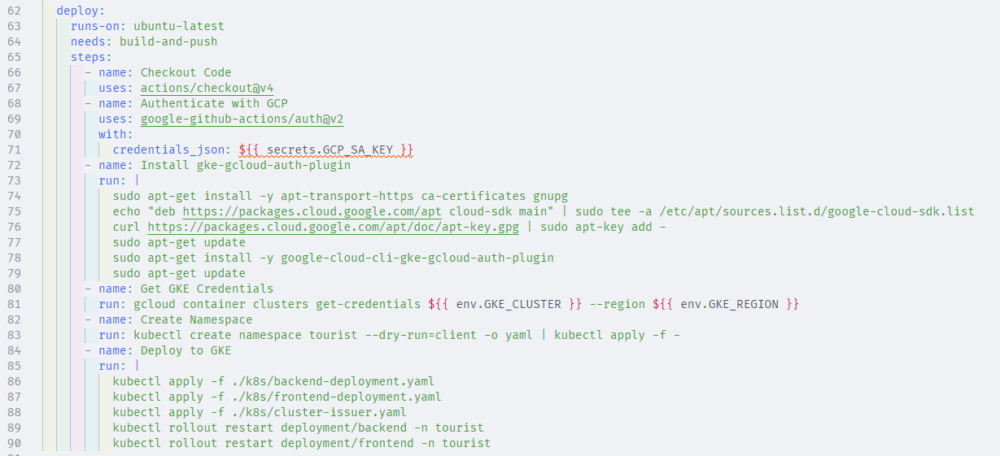 62 deploy:
63 runs-on: ubuntu-latest
64 needs: build-and-push
65 steps:
66 - name: Checkout Code
67 uses: actions/checkout@v4
68 - name: Authenticate with GCP
69 uses: google-github-actions/auth@v2
70 with:
71 credentials_json: ${{ secrets.GCP_SA_KEY }}
72 - name: Install gke-gcloud-auth-plugin
73 run: |
74 sudo apt-get install -y apt-transport-https ca-certificates gnupg
75 echo "deb https://packages.cloud.google.com/apt cloud-sdk main" | sudo tee -a /etc/apt/sources.list.d/google-cloud-sdk.list
76 curl https://packages.cloud.google.com/apt/doc/apt-key.gpg | sudo apt-key add -
77 sudo apt-get update
78 sudo apt-get install -y google-cloud-cli-gke-gcloud-auth-plugin
79 sudo apt-get update
80 - name: Get GKE Credentials
81 run: gcloud container clusters get-credentials ${{ env.GKE_CLUSTER }} --region ${{ env.GKE_REGION }}
82 - name: Create Namespace
83 run: kubectl create namespace tourist --dry-run=client -o yaml | kubectl apply -f -
84 - name: Deploy to GKE
85 run: |
86 kubectl apply -f ./k8s/backend-deployment.yaml
87 kubectl apply -f ./k8s/frontend-deployment.yaml
88 kubectl apply -f ./k8s/cluster-issuer.yaml
89 kubectl rollout restart deployment/backend -n tourist
90 kubectl rollout restart deployment/frontend -n tourist